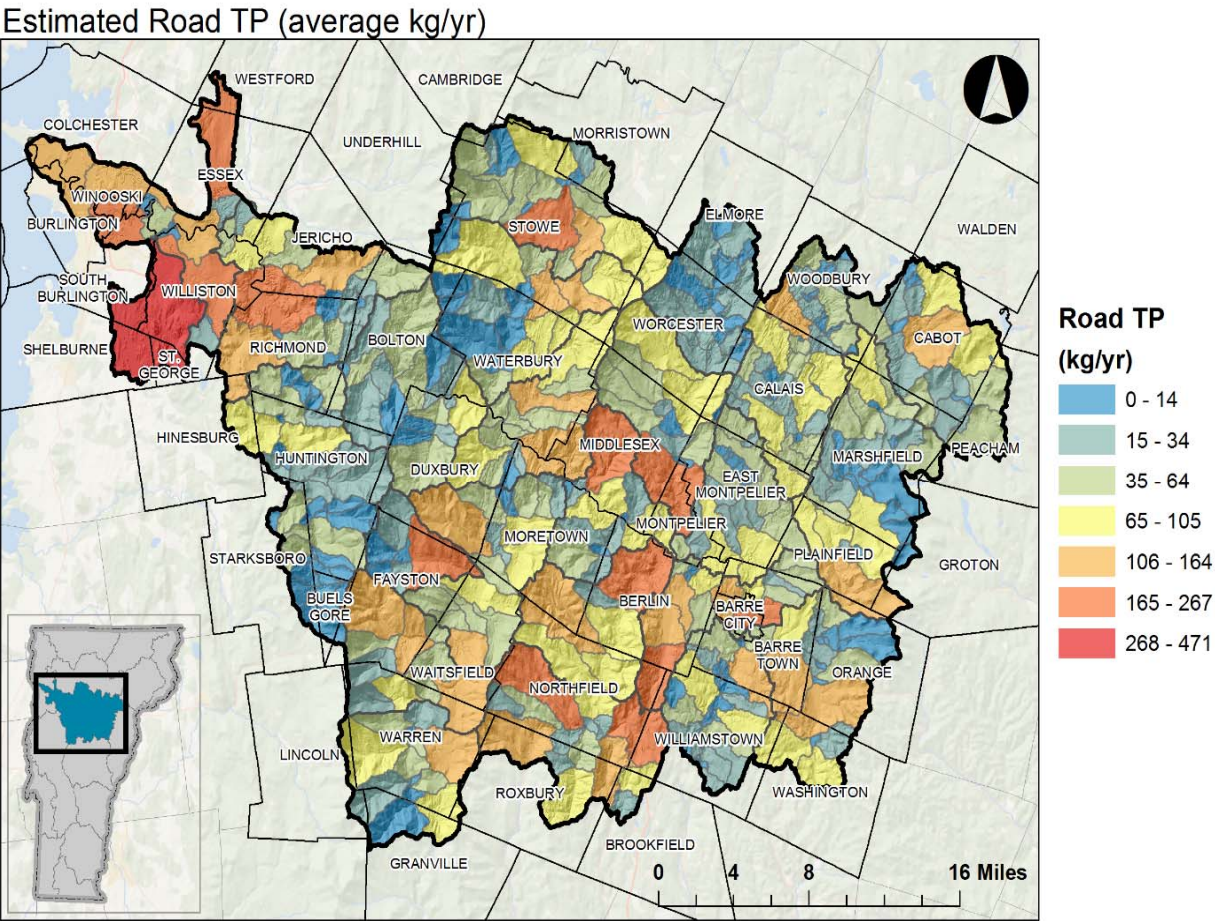 Estimated Road TP (average kg/yr)
WESTFORD
CAMBRIDGE
COLCHESTER
MORRISTOWN
UNDERHILL
ESSEX
WINOOSKI
BURLINGTON
STOWE
ELMORE
WALDEN
JERICHO
SOUTH
BURLINGTON
WILLISTON
WOODBURY
SHELBURNE
ST.
GEORGE
RICHMOND
BOLTON
WATERBURY
WORCESTER
CABOT
CALAIS
HINESBURG
HUNTINGTON
DUXBURY
MIDDLESEX
EAST
MONTPELIER
MARSHFIELD
PEACHAM
MORETOWN
MONTPELIER
PLAINFIELD
STARKSBORO
FAYSTON
GROTON
BUELS
GORE
BERLIN
BARRE
CITY
BARRE
TOWN
WAITSFIELD
NORTHFIELD
ORANGE
LINCOLN
WARREN
WILLIAMSTOWN
ROXBURY
WASHINGTON
BROOKFIELD
GRANVILLE
0 4 8 16 Miles
Road TP
(kg/yr)
0 - 14
15 - 34
35 - 64
65 - 105
106 - 164
165 - 267
268 - 471